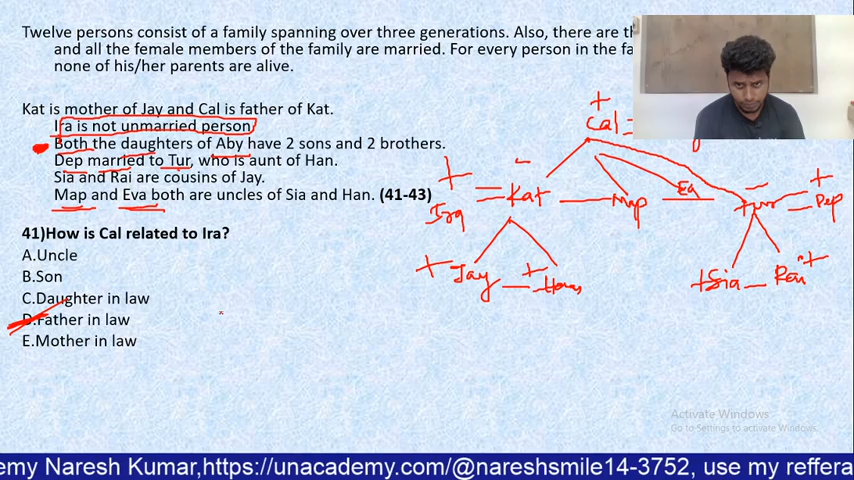 Twelve persons consist of a family spanning over three generations. Also, there are
and all the female members of the family are married. For every person in the
none of his/her parents are alive.
Kat is mother of Jay and Cal is father of Kat.
Ira is not unmarried person.
Both the daughters of Aby have 2 sons and 2 brothers.
Dep married to Tur, who is aunt of Han.
Sia and Rai are cousins of Jay.
Map and Eva both are uncles of Sia and Han. (41-43)
41)How is Cal related to Ira?
A.Uncle
B.Son
C.Daughter in law
D.Father in law
E.Mother in law
+
Cal =
+ - - +
Ira = Kat — Map — Ea Tur = Dep
+ Jay — + Han + Sia — Rai +
Activate Windows
Go to Settings to activate Windows.
emy Naresh Kumar,https://unacademy.com/@nareshsmile14-3752, use my reffera